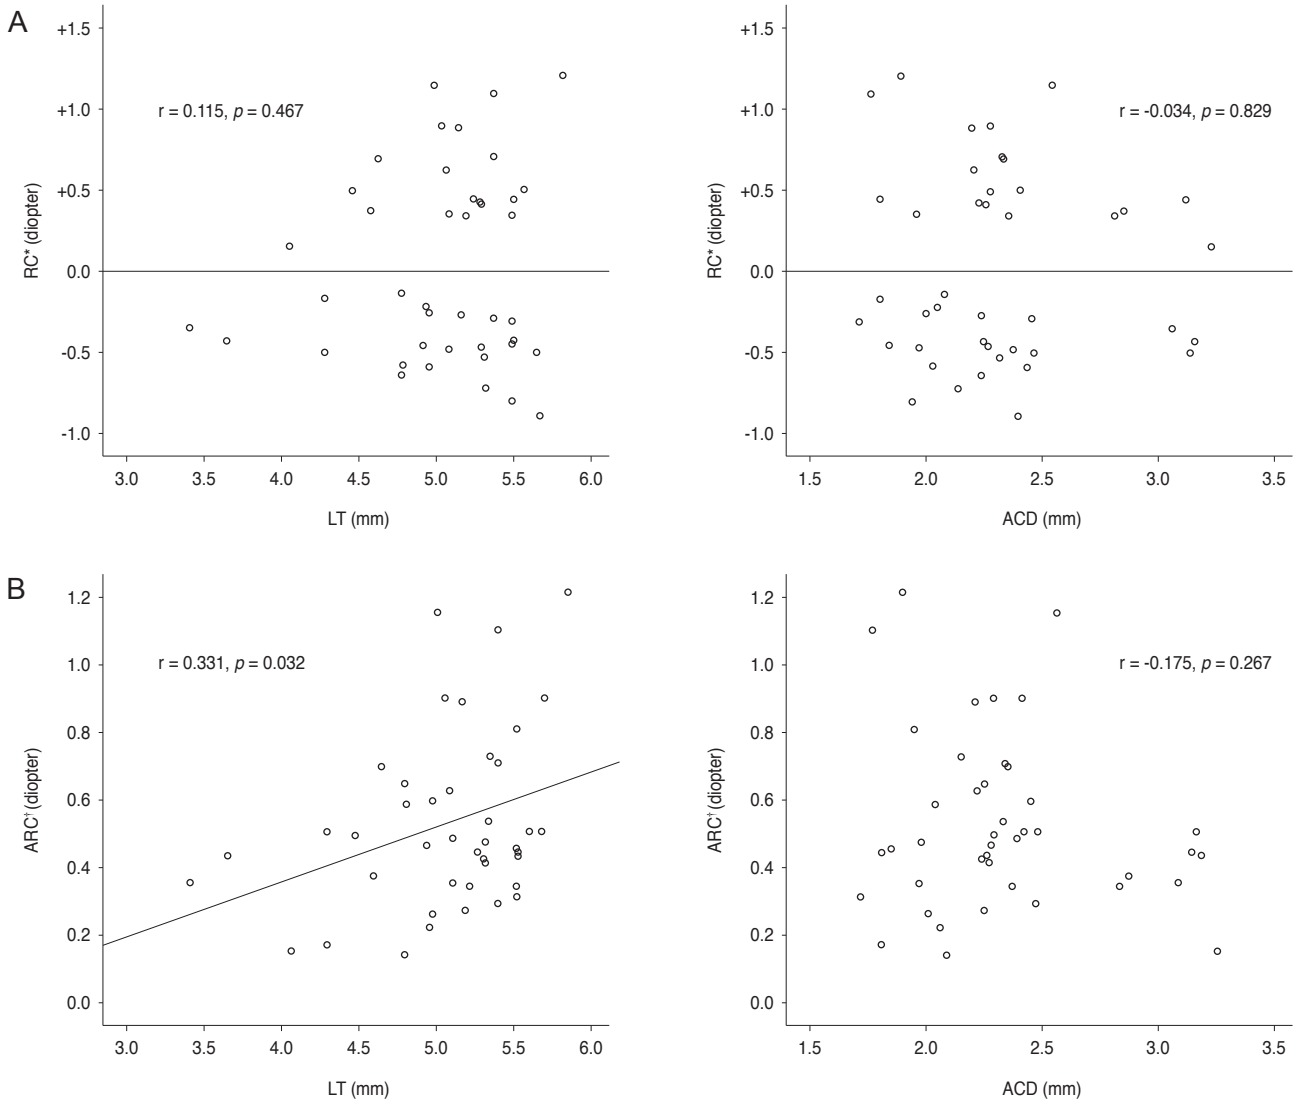 A
+1.5
+1.0
+0.5
0.0
-0.5
-1.0
RC* (diopter)
r = 0.115, p = 0.467
3.0 3.5 4.0 4.5 5.0 5.5 6.0
LT (mm)
+1.5
+1.0
+0.5
0.0
-0.5
-1.0
RC* (diopter)
r = -0.034, p = 0.829
1.5 2.0 2.5 3.0 3.5
ACD (mm)
B
1.2
1.0
0.8
0.6
0.4
0.2
0.0
ARC† (diopter)
r = 0.331, p = 0.032
3.0 3.5 4.0 4.5 5.0 5.5 6.0
LT (mm)
1.2
1.0
0.8
0.6
0.4
0.2
0.0
ARC† (diopter)
r = -0.175, p = 0.267
1.5 2.0 2.5 3.0 3.5
ACD (mm)